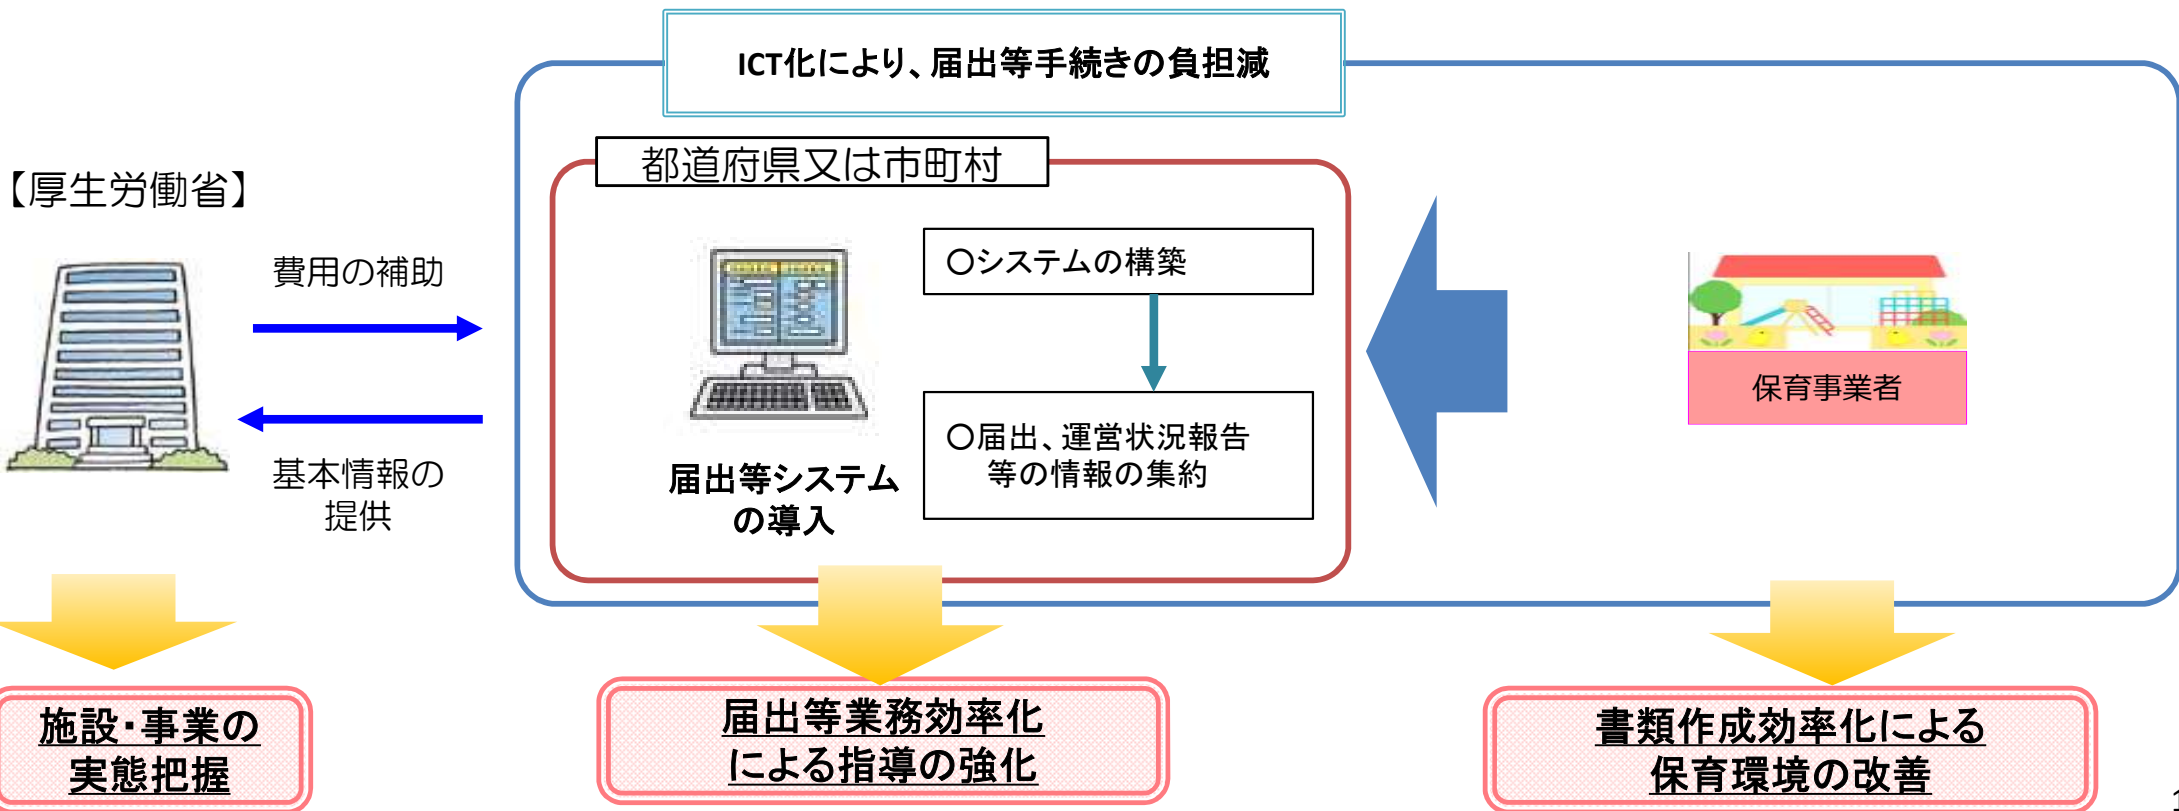 ICT化により、届出等手続きの負担減
都道府県又は市町村
【厚生労働省】
費用の補助
基本情報の
提供
届出等システム
の導入
○システムの構築
○届出、運営状況報告
等の情報の集約
保育事業者
施設・事業の
実態把握
届出等業務効率化
による指導の強化
書類作成効率化による
保育環境の改善